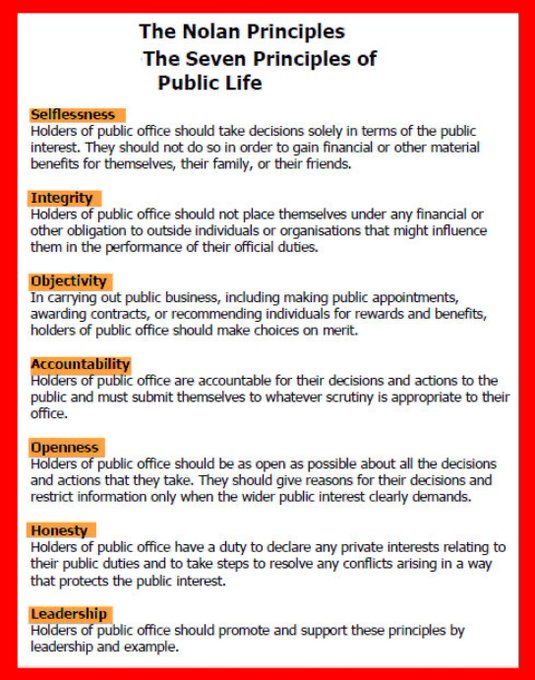 The Nolan Principles
The Seven Principles of
Public Life
Selflessness
Holders of public office should take decisions solely in terms of the public
interest. They should not do so in order to gain financial or other material
benefits for themselves, their family, or their friends.
Integrity
Holders of public office should not place themselves under any financial or
other obligation to outside individuals or organisations that might influence
them in the performance of their official duties.
Objectivity
In carrying out public business, including making public appointments,
awarding contracts, or recommending individuals for rewards and benefits,
holders of public office should make choices on merit.
Accountability
Holders of public office are accountable for their decisions and actions to the
public and must submit themselves to whatever scrutiny is appropriate to their
office.
Openness
Holders of public office should be as open as possible about all the decisions
and actions that they take. They should give reasons for their decisions and
restrict information only when the wider public interest clearly demands.
Honesty
Holders of public office have a duty to declare any private interests relating to
their public duties and to take steps to resolve any conflicts arising in a way
that protects the public interest.
Leadership
Holders of public office should promote and support these principles by
leadership and example.